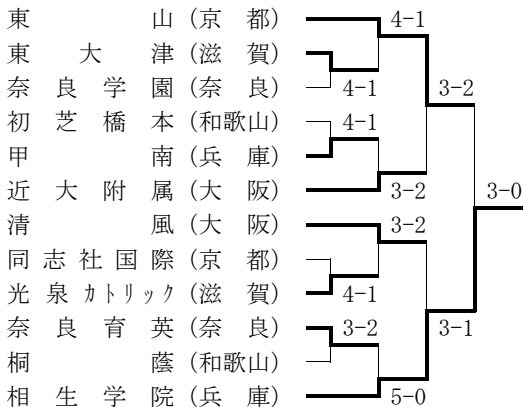 東山(京都) 4-1
東大津(滋賀)
奈良学園(奈良) 4-1 3-2
初芝橋本(和歌山) 4-1
甲南(兵庫)
近大附属(大阪) 3-2 3-0
清風(大阪) 3-2
同志社国際(京都)
光泉カトリック(滋賀) 4-1
奈良育英(奈良) 3-2 3-1
桐蔭(和歌山)
相生学院(兵庫) 5-0